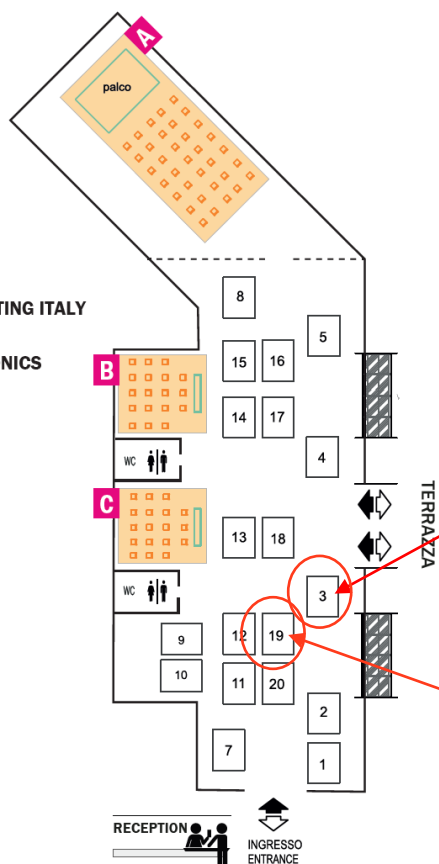 A
palco
8
TING ITALY
5
NICS
B
15
16
14
17
WC
4
C
TERRAZZA
13
18
WC
3
9
12
19
10
11
20
2
7
1
RECEPTION
INGRESSO
ENTRANCE